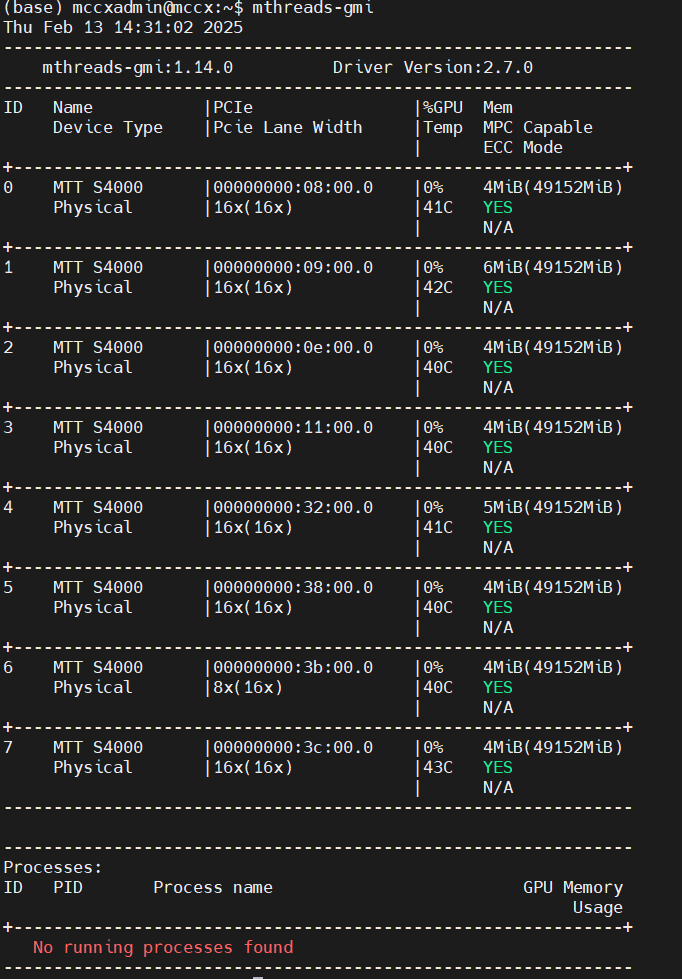 (base) mccxadmin@mccx:~$ mthreads-gmi
Thu Feb 13 14:31:02 2025
---------------------------------------------------------------
    mthreads-gmi:1.14.0          Driver Version:2.7.0
---------------------------------------------------------------
ID   Name           |PCIe                |%GPU  Mem
     Device Type    |Pcie Lane Width     |Temp  MPC Capable
                                         |      ECC Mode
+-------------------------------------------------------------+
0    MTT S4000      |00000000:08:00.0    |0%    4MiB(49152MiB)
     Physical       |16x(16x)            |41C   YES
                                         |      N/A
+-------------------------------------------------------------+
1    MTT S4000      |00000000:09:00.0    |0%    6MiB(49152MiB)
     Physical       |16x(16x)            |42C   YES
                                         |      N/A
+-------------------------------------------------------------+
2    MTT S4000      |00000000:0e:00.0    |0%    4MiB(49152MiB)
     Physical       |16x(16x)            |40C   YES
                                         |      N/A
+-------------------------------------------------------------+
3    MTT S4000      |00000000:11:00.0    |0%    4MiB(49152MiB)
     Physical       |16x(16x)            |40C   YES
                                         |      N/A
+-------------------------------------------------------------+
4    MTT S4000      |00000000:32:00.0    |0%    5MiB(49152MiB)
     Physical       |16x(16x)            |41C   YES
                                         |      N/A
+-------------------------------------------------------------+
5    MTT S4000      |00000000:38:00.0    |0%    4MiB(49152MiB)
     Physical       |16x(16x)            |40C   YES
                                         |      N/A
+-------------------------------------------------------------+
6    MTT S4000      |00000000:3b:00.0    |0%    4MiB(49152MiB)
     Physical       |8x(16x)             |40C   YES
                                         |      N/A
+-------------------------------------------------------------+
7    MTT S4000      |00000000:3c:00.0    |0%    4MiB(49152MiB)
     Physical       |16x(16x)            |43C   YES
                                         |      N/A
---------------------------------------------------------------

---------------------------------------------------------------
Processes:
ID   PID       Process name                         GPU Memory
                                                         Usage
+-------------------------------------------------------------+
   No running processes found
---------------------------------------------------------------